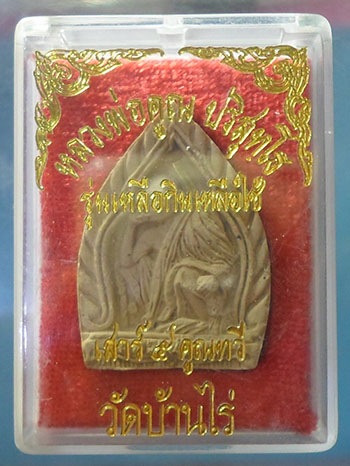 หลวงพ่อคูณ ปริสุทโธ
รุ่นเหลือกินเหลือใช้
เสาร์ ๕ คูณทวี
วัดบ้านไร่